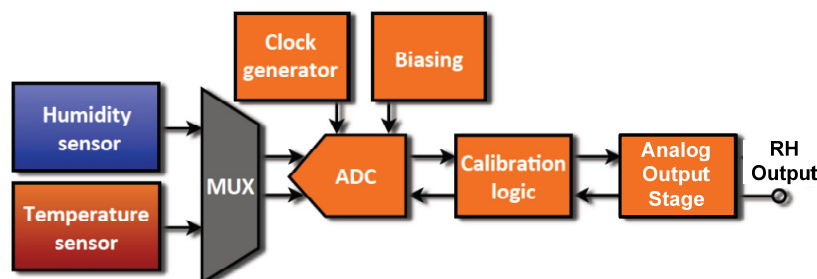 Clock
generator
Biasing
Humidity
sensor
Temperature
sensor
MUX
ADC
Calibration
logic
Analog
Output
Stage
RH
Output